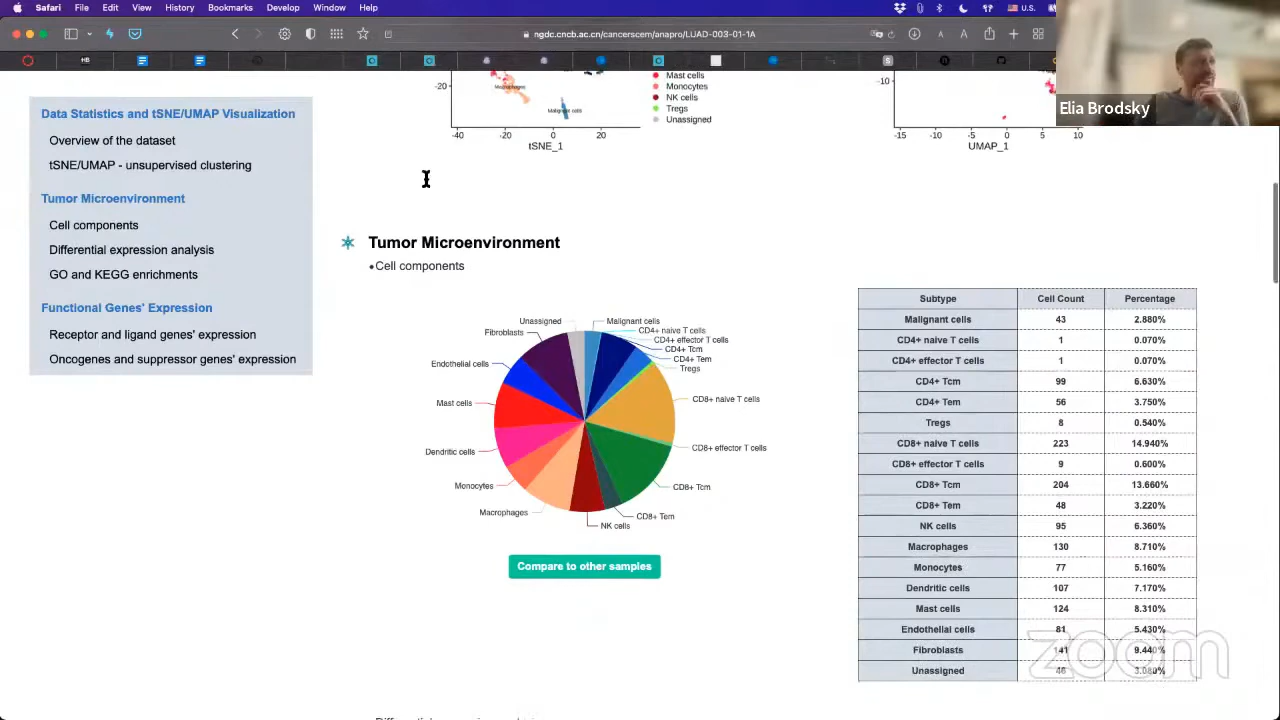 Safari File Edit View History Bookmarks Develop Window Help
U.S.
ngdc.cncb.ac.cn/cancerscem/anapro/LUAD-003-01-1A
Elia Brodsky
Data Statistics and tSNE/UMAP Visualization
Overview of the dataset
tSNE/UMAP - unsupervised clustering
Tumor Microenvironment
Cell components
Differential expression analysis
GO and KEGG enrichments
Functional Genes' Expression
Receptor and ligand genes' expression
Oncogenes and suppressor genes' expression
-20
Macrophages
Malignant cells
-40 -20 0 20
tSNE_1
Mast cells
Monocytes
NK cells
Tregs
Unassigned
-10
-15 -10 -5 0 5 10
UMAP_1
Tumor Microenvironment
•Cell components
Unassigned
Fibroblasts
Endothelial cells
Mast cells
Dendritic cells
Monocytes
Macrophages
Malignant cells
CD4+ naive T cells
CD4+ effector T cells
CD4+ Tcm
CD4+ Tem
Tregs
CD8+ naive T cells
CD8+ effector T cells
CD8+ Tcm
CD8+ Tem
NK cells
Compare to other samples
Subtype Cell Count Percentage
Malignant cells 43 2.880%
CD4+ naive T cells 1 0.070%
CD4+ effector T cells 1 0.070%
CD4+ Tcm 99 6.630%
CD4+ Tem 56 3.750%
Tregs 8 0.540%
CD8+ naive T cells 223 14.940%
CD8+ effector T cells 9 0.600%
CD8+ Tcm 204 13.660%
CD8+ Tem 48 3.220%
NK cells 95 6.360%
Macrophages 130 8.710%
Monocytes 77 5.160%
Dendritic cells 107 7.170%
Mast cells 124 8.310%
Endothelial cells 81 5.430%
Fibroblasts 141 9.440%
Unassigned 46 3.080%
zoom